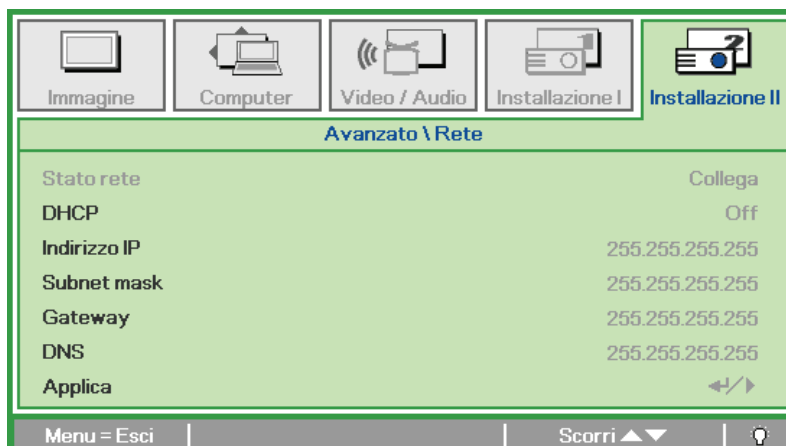 Immagine
Computer
Video / Audio
Installazione I
Installazione II
Avanzato \ Rete
Stato rete Collega
DHCP Off
Indirizzo IP 255.255.255.255
Subnet mask 255.255.255.255
Gateway 255.255.255.255
DNS 255.255.255.255
Applica
Menu = Esci Scorri ▲▼